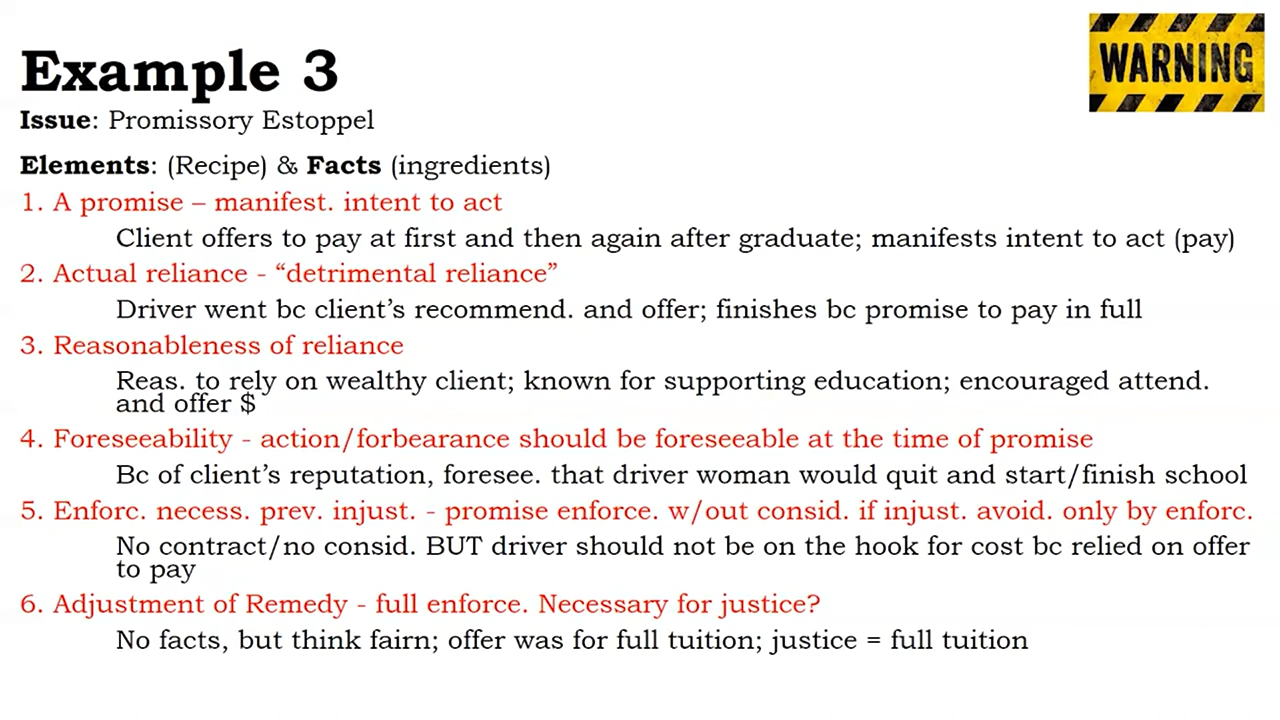 WARNING
Example 3
Issue: Promissory Estoppel
Elements: (Recipe) & Facts (ingredients)
1. A promise – manifest. intent to act
Client offers to pay at first and then again after graduate; manifests intent to act (pay)
2. Actual reliance - “detrimental reliance”
Driver went bc client’s recommend. and offer; finishes bc promise to pay in full
3. Reasonableness of reliance
Reas. to rely on wealthy client; known for supporting education; encouraged attend.
and offer $
4. Foreseeability - action/forbearance should be foreseeable at the time of promise
Bc of client’s reputation, foresee. that driver woman would quit and start/finish school
5. Enforc. necess. prev. injust. - promise enforce. w/out consid. if injust. avoid. only by enforc.
No contract/no consid. BUT driver should not be on the hook for cost bc relied on offer
to pay
6. Adjustment of Remedy - full enforce. Necessary for justice?
No facts, but think fairn; offer was for full tuition; justice = full tuition